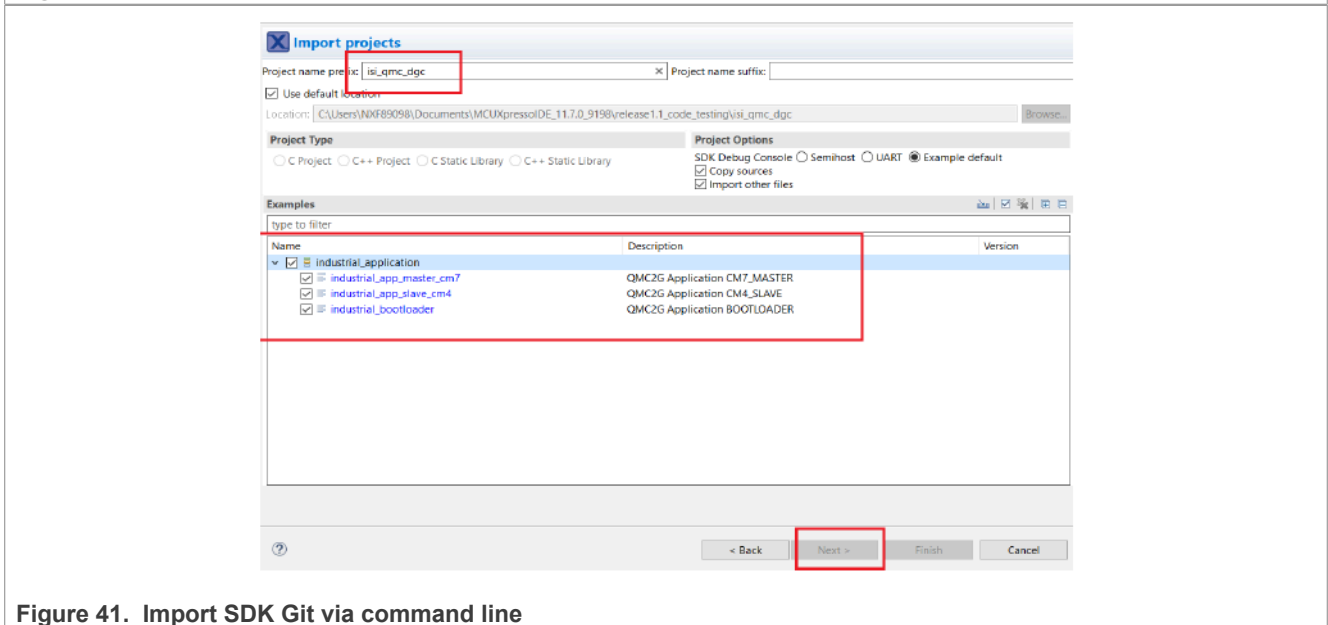 Import projects
Project name prefix: isi_qmc_dgc × Project name suffix:
Use default location
Location: C:\Users\NXF89098\Documents\MCUXpressoIDE_11.7.0_9198\release1.1_code_testing\isi_qmc_dgc Browse...
Project Type Project Options
C Project C++ Project C Static Library C++ Static Library SDK Debug Console Semihost UART Example default
Copy sources
Import other files
Examples
type to filter
Name Description Version
industrial_application
industrial_app_master_cm7 QMC2G Application CM7_MASTER
industrial_app_slave_cm4 QMC2G Application CM4_SLAVE
industrial_bootloader QMC2G Application BOOTLOADER
? < Back Next > Finish Cancel
Figure 41. Import SDK Git via command line